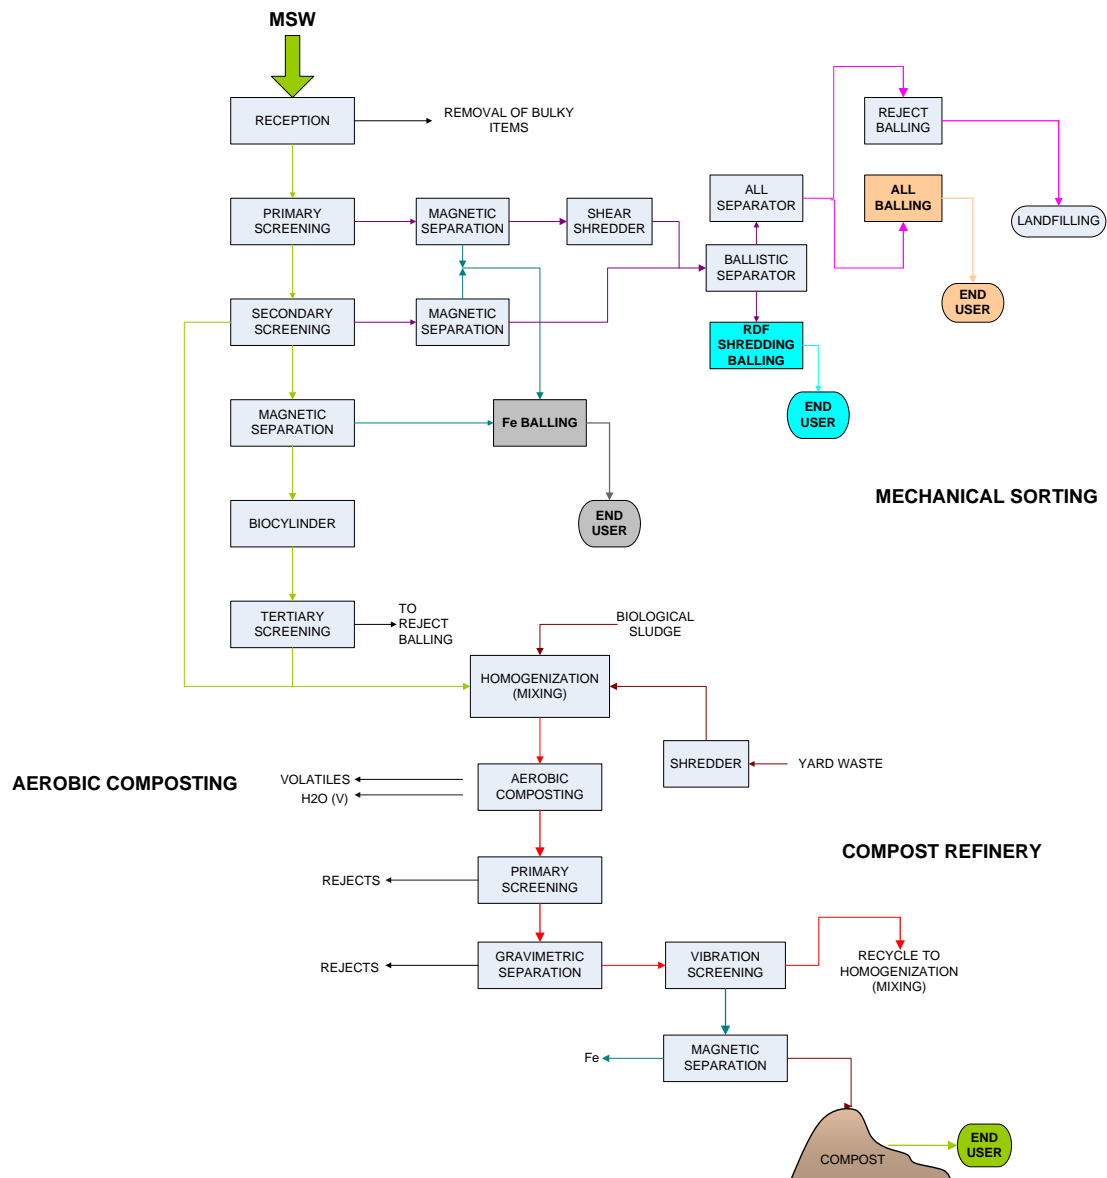 MSW
RECEPTION
REMOVAL OF BULKY
ITEMS
REJECT
BALLING
PRIMARY
SCREENING
MAGNETIC
SEPARATION
SHEAR
SHREDDER
ALL
SEPARATOR
ALL
BALLING
LANDFILLING
BALLISTIC
SEPARATOR
END
USER
SECONDARY
SCREENING
MAGNETIC
SEPARATION
RDF
SHREDDING
BALLING
END
USER
MAGNETIC
SEPARATION
Fe BALLING
MECHANICAL SORTING
BIOCYLINDER
END
USER
TERTIARY
SCREENING
TO
REJECT
BALLING
BIOLOGICAL
SLUDGE
HOMOGENIZATION
(MIXING)
SHREDDER
YARD WASTE
AEROBIC COMPOSTING
VOLATILES
H2O (V)
AEROBIC
COMPOSTING
COMPOST REFINERY
REJECTS
PRIMARY
SCREENING
REJECTS
GRAVIMETRIC
SEPARATION
VIBRATION
SCREENING
RECYCLE TO
HOMOGENIZATION
(MIXING)
Fe
MAGNETIC
SEPARATION
COMPOST
END
USER